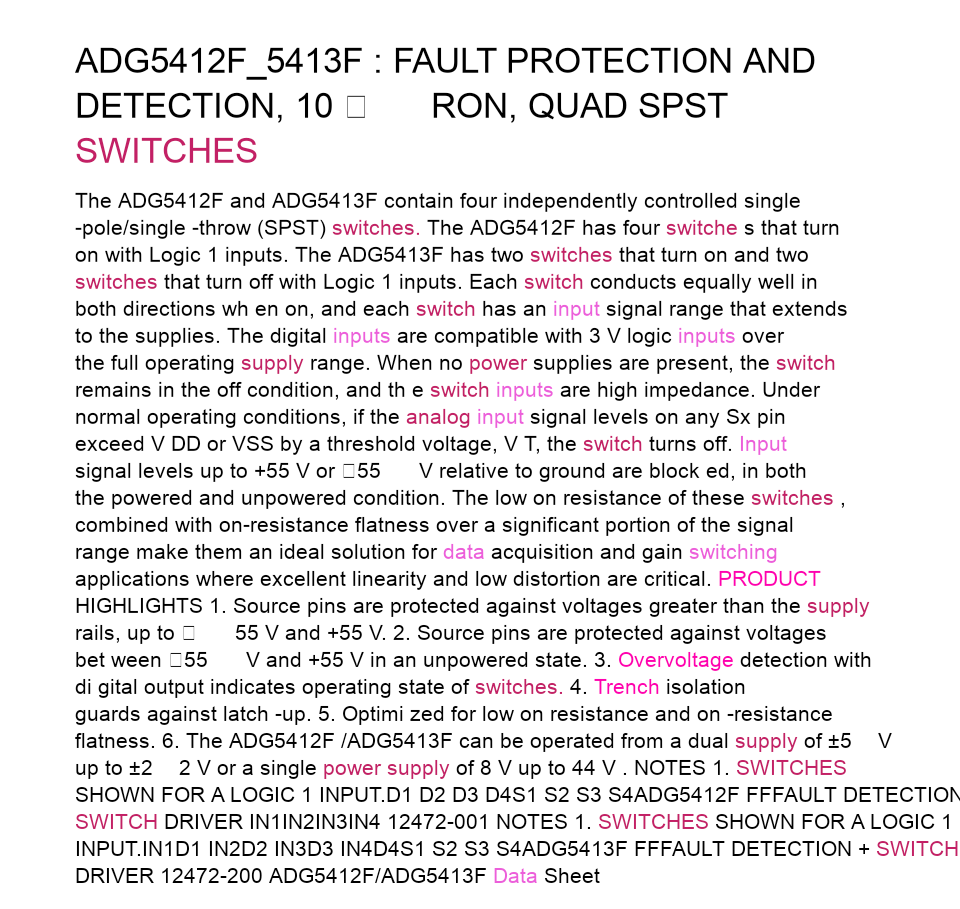 ADG5412F_5413F : FAULT PROTECTION AND
DETECTION, 10 □ RON, QUAD SPST
SWITCHES
The ADG5412F and ADG5413F contain four independently controlled single
-pole/single -throw (SPST) switches. The ADG5412F has four switche s that turn
on with Logic 1 inputs. The ADG5413F has two switches that turn on and two
switches that turn off with Logic 1 inputs. Each switch conducts equally well in
both directions wh en on, and each switch has an input signal range that extends
to the supplies. The digital inputs are compatible with 3 V logic inputs over
the full operating supply range. When no power supplies are present, the switch
remains in the off condition, and th e switch inputs are high impedance. Under
normal operating conditions, if the analog input signal levels on any Sx pin
exceed V DD or VSS by a threshold voltage, V T, the switch turns off. Input
signal levels up to +55 V or □55 V relative to ground are block ed, in both
the powered and unpowered condition. The low on resistance of these switches ,
combined with on-resistance flatness over a significant portion of the signal
range make them an ideal solution for data acquisition and gain switching
applications where excellent linearity and low distortion are critical. PRODUCT
HIGHLIGHTS 1. Source pins are protected against voltages greater than the supply
rails, up to □ 55 V and +55 V. 2. Source pins are protected against voltages
bet ween □55 V and +55 V in an unpowered state. 3. Overvoltage detection with
di gital output indicates operating state of switches. 4. Trench isolation
guards against latch -up. 5. Optimi zed for low on resistance and on -resistance
flatness. 6. The ADG5412F /ADG5413F can be operated from a dual supply of ±5 V
up to ±2 2 V or a single power supply of 8 V up to 44 V . NOTES 1. SWITCHES
SHOWN FOR A LOGIC 1 INPUT.D1 D2 D3 D4S1 S2 S3 S4ADG5412F FFFAULT DETECTION
SWITCH DRIVER IN1IN2IN3IN4 12472-001 NOTES 1. SWITCHES SHOWN FOR A LOGIC 1
INPUT.IN1D1 IN2D2 IN3D3 IN4D4S1 S2 S3 S4ADG5413F FFFAULT DETECTION + SWITCH
DRIVER 12472-200 ADG5412F/ADG5413F Data Sheet